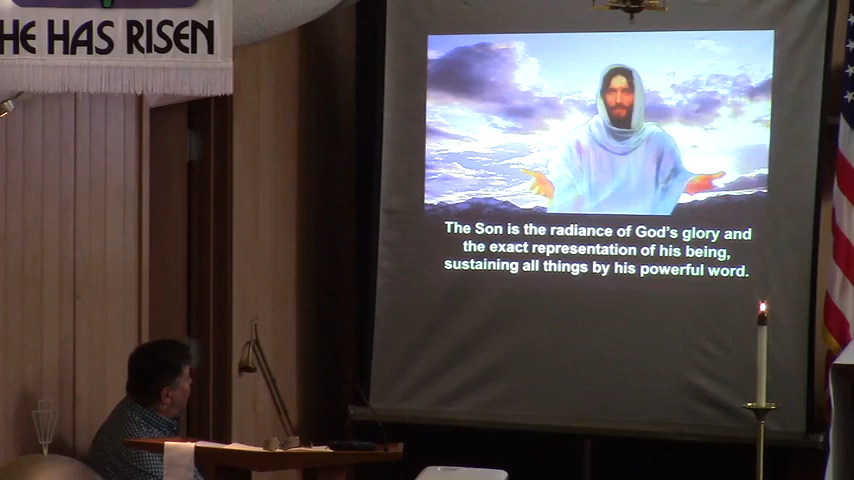 HE HAS RISEN
The Son is the radiance of God's glory and
the exact representation of his being,
sustaining all things by his powerful word.